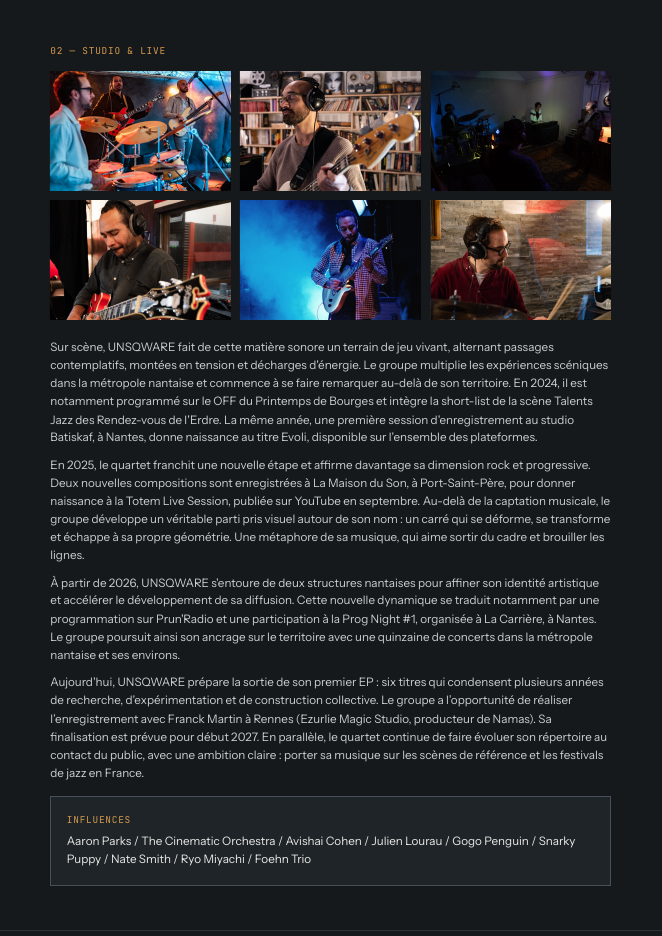 02 — STUDIO & LIVE
Sur scène, UNSQWARE fait de cette matière sonore un terrain de jeu vivant, alternant passages
contemplatifs, montées en tension et décharges d'énergie. Le groupe multiplie les expériences scéniques
dans la métropole nantaise et commence à se faire remarquer au-delà de son territoire. En 2024, il est
notamment programmé sur le OFF du Printemps de Bourges et intègre la short-list de la scène Talents
Jazz des Rendez-vous de l'Erdre. La même année, une première session d'enregistrement au studio
Batiskaf, à Nantes, donne naissance au titre Evoli, disponible sur l'ensemble des plateformes.
En 2025, le quartet franchit une nouvelle étape et affirme davantage sa dimension rock et progressive.
Deux nouvelles compositions sont enregistrées à La Maison du Son, à Port-Saint-Père, pour donner
naissance à la Totem Live Session, publiée sur YouTube en septembre. Au-delà de la captation musicale, le
groupe développe un véritable parti pris visuel autour de son nom : un carré qui se déforme, se transforme
et échappe à sa propre géométrie. Une métaphore de sa musique, qui aime sortir du cadre et brouiller les
lignes.
À partir de 2026, UNSQWARE s'entoure de deux structures nantaises pour affiner son identité artistique
et accélérer le développement de sa diffusion. Cette nouvelle dynamique se traduit notamment par une
programmation sur Prun'Radio et une participation à la Prog Night #1, organisée à La Carrière, à Nantes.
Le groupe poursuit ainsi son ancrage sur le territoire avec une quinzaine de concerts dans la métropole
nantaise et ses environs.
Aujourd'hui, UNSQWARE prépare la sortie de son premier EP : six titres qui condensent plusieurs années
de recherche, d'expérimentation et de construction collective. Le groupe a l'opportunité de réaliser
l'enregistrement avec Franck Martin à Rennes (Ezurlie Magic Studio, producteur de Namas). Sa
finalisation est prévue pour début 2027. En parallèle, le quartet continue de faire évoluer son répertoire au
contact du public, avec une ambition claire : porter sa musique sur les scènes de référence et les festivals
de jazz en France.
INFLUENCES
Aaron Parks / The Cinematic Orchestra / Avishai Cohen / Julien Lourau / Gogo Penguin / Snarky
Puppy / Nate Smith / Ryo Miyachi / Foehn Trio